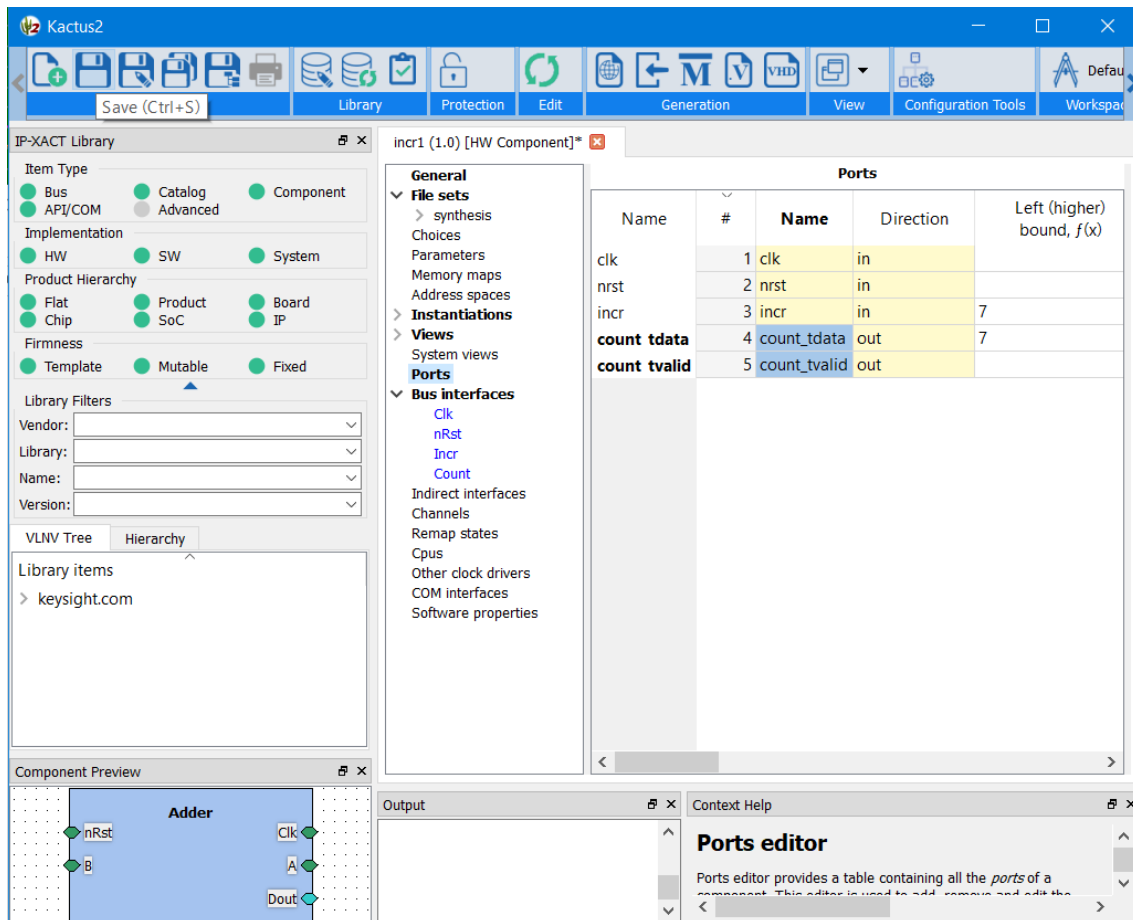 Kactus2
Save (Ctrl+S)
Library
Protection
Edit
Generation
View
Configuration Tools
Defau
Workspac
M
V
VHD
IP-XACT Library
Item Type
Bus
Catalog
Component
API/COM
Advanced
Implementation
HW
SW
System
Product Hierarchy
Flat
Product
Board
Chip
SoC
IP
Firmness
Template
Mutable
Fixed
Library Filters
Vendor:
Library:
Name:
Version:
VLNV Tree
Hierarchy
Library items
keysight.com
Component Preview
Adder
nRst
Clk
B
A
Dout
incr1 (1.0) [HW Component]*
General
File sets
synthesis
Choices
Parameters
Memory maps
Address spaces
Instantiations
Views
System views
Ports
Bus interfaces
Clk
nRst
Incr
Count
Indirect interfaces
Channels
Remap states
Cpus
Other clock drivers
COM interfaces
Software properties
Ports
Name # Name Direction Left (higher)
bound, f(x)
clk 1 clk in
nrst 2 nrst in
incr 3 incr in 7
count tdata 4 count_tdata out 7
count tvalid 5 count_tvalid out
Output
Context Help
Ports editor
Ports editor provides a table containing all the ports of a